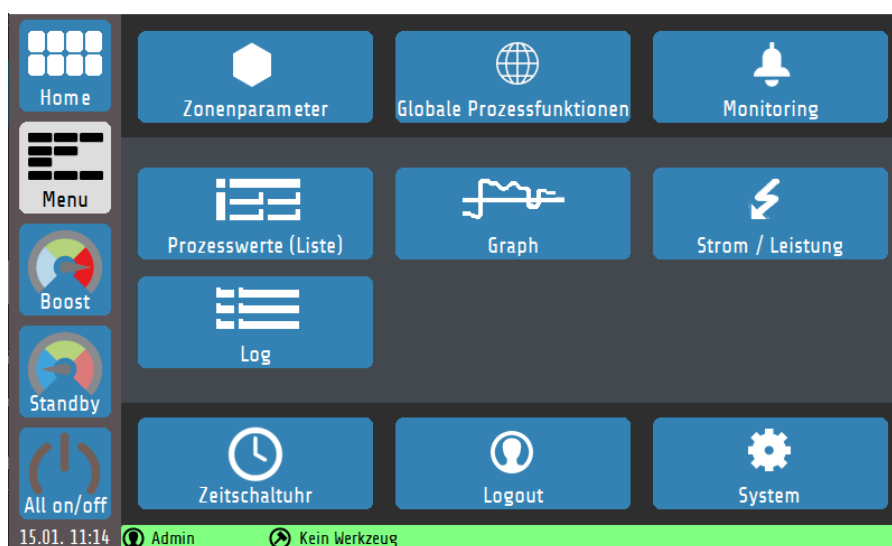 Home
Menu
Boost
Standby
All on/off
15.01. 11:14
Zonenparameter
Globale Prozessfunktionen
Monitoring
Prozesswerte (Liste)
Graph
Strom / Leistung
Log
Zeitschaltuhr
Logout
System
Admin
Kein Werkzeug